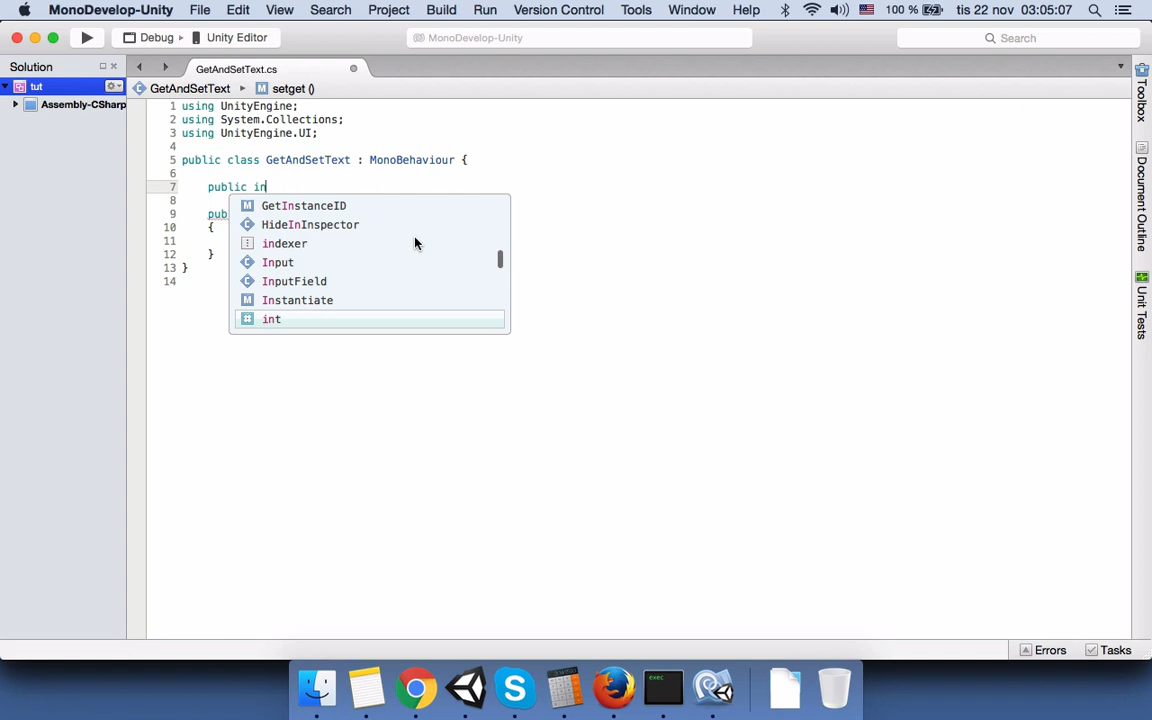 MonoDevelop-Unity File Edit View Search Project Build Run Version Control Tools Window Help 100 % tis 22 nov 03:05:07
Debug Unity Editor MonoDevelop-Unity Search
Solution GetAndSetText.cs
tut GetAndSetText setget ()
Assembly-CSharp
1 using UnityEngine;
2 using System.Collections;
3 using UnityEngine.UI;
4
5 public class GetAndSetText : MonoBehaviour {
6
7 public in
8
9 pub
10 {
11
12 }
13 }
14
GetInstanceID
HideInInspector
indexer
Input
InputField
Instantiate
int
Toolbox
Document Outline
Unit Tests
Errors Tasks
exec